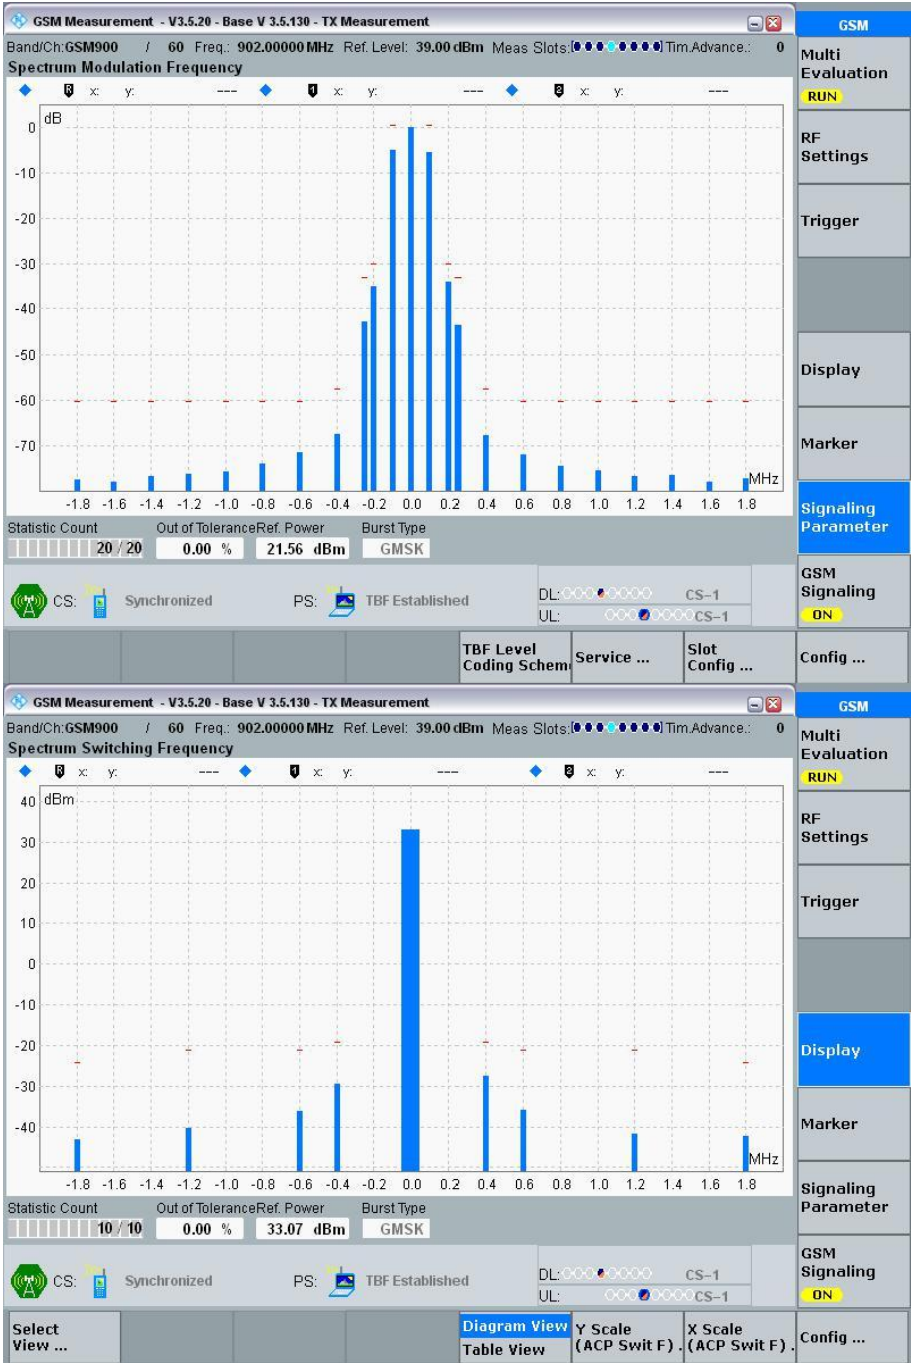 GSM Measurement - V3.5.20 - Base V 3.5.130 - TX Measurement
GSM
Band/Ch:GSM900 / 60 Freq.: 902.00000 MHz Ref. Level: 39.00 dBm Meas Slots: Tim.Advance.: 0
Spectrum Modulation Frequency
R x: y: --- 1 x: y: --- 2 x: y: ---
dB
0
-10
-20
-30
-40
-50
-60
-70
MHz
-1.8 -1.6 -1.4 -1.2 -1.0 -0.8 -0.6 -0.4 -0.2 0.0 0.2 0.4 0.6 0.8 1.0 1.2 1.4 1.6 1.8
Statistic Count Out of Tolerance Ref. Power Burst Type
20 / 20 0.00 % 21.56 dBm GMSK
CS: Synchronized PS: TBF Established
DL: CS-1
UL: CS-1
Multi
Evaluation
RUN
RF
Settings
Trigger
Display
Marker
Signaling
Parameter
GSM
Signaling
ON
TBF Level
Coding Schem
Service ...
Slot
Config ...
Config ...
GSM Measurement - V3.5.20 - Base V 3.5.130 - TX Measurement
GSM
Band/Ch:GSM900 / 60 Freq.: 902.00000 MHz Ref. Level: 39.00 dBm Meas Slots: Tim.Advance.: 0
Spectrum Switching Frequency
R x: y: --- 1 x: y: --- 2 x: y: ---
dBm
40
30
20
10
0
-10
-20
-30
-40
MHz
-1.8 -1.6 -1.4 -1.2 -1.0 -0.8 -0.6 -0.4 -0.2 0.0 0.2 0.4 0.6 0.8 1.0 1.2 1.4 1.6 1.8
Statistic Count Out of Tolerance Ref. Power Burst Type
10 / 10 0.00 % 33.07 dBm GMSK
CS: Synchronized PS: TBF Established
DL: CS-1
UL: CS-1
Multi
Evaluation
RUN
RF
Settings
Trigger
Display
Marker
Signaling
Parameter
GSM
Signaling
ON
Select
View ...
Diagram View
Table View
Y Scale
(ACP Swit F) .
X Scale
(ACP Swit F) .
Config ...